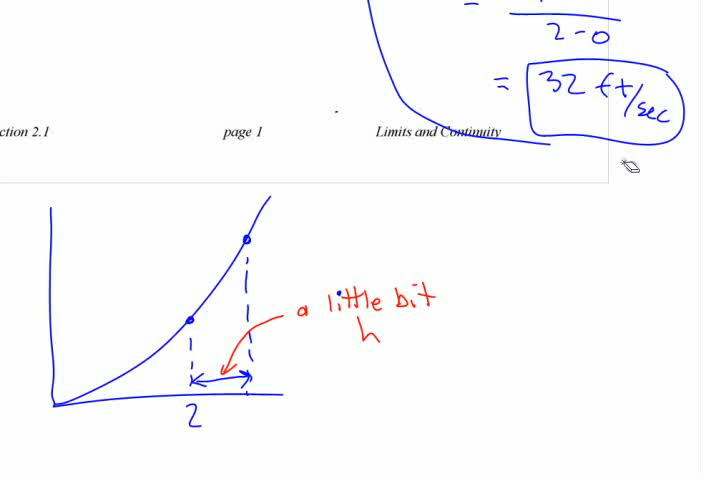 =
2-0
= 32 ft/sec
ction 2.1 page 1 Limits and Continuity
a little bit
h
2